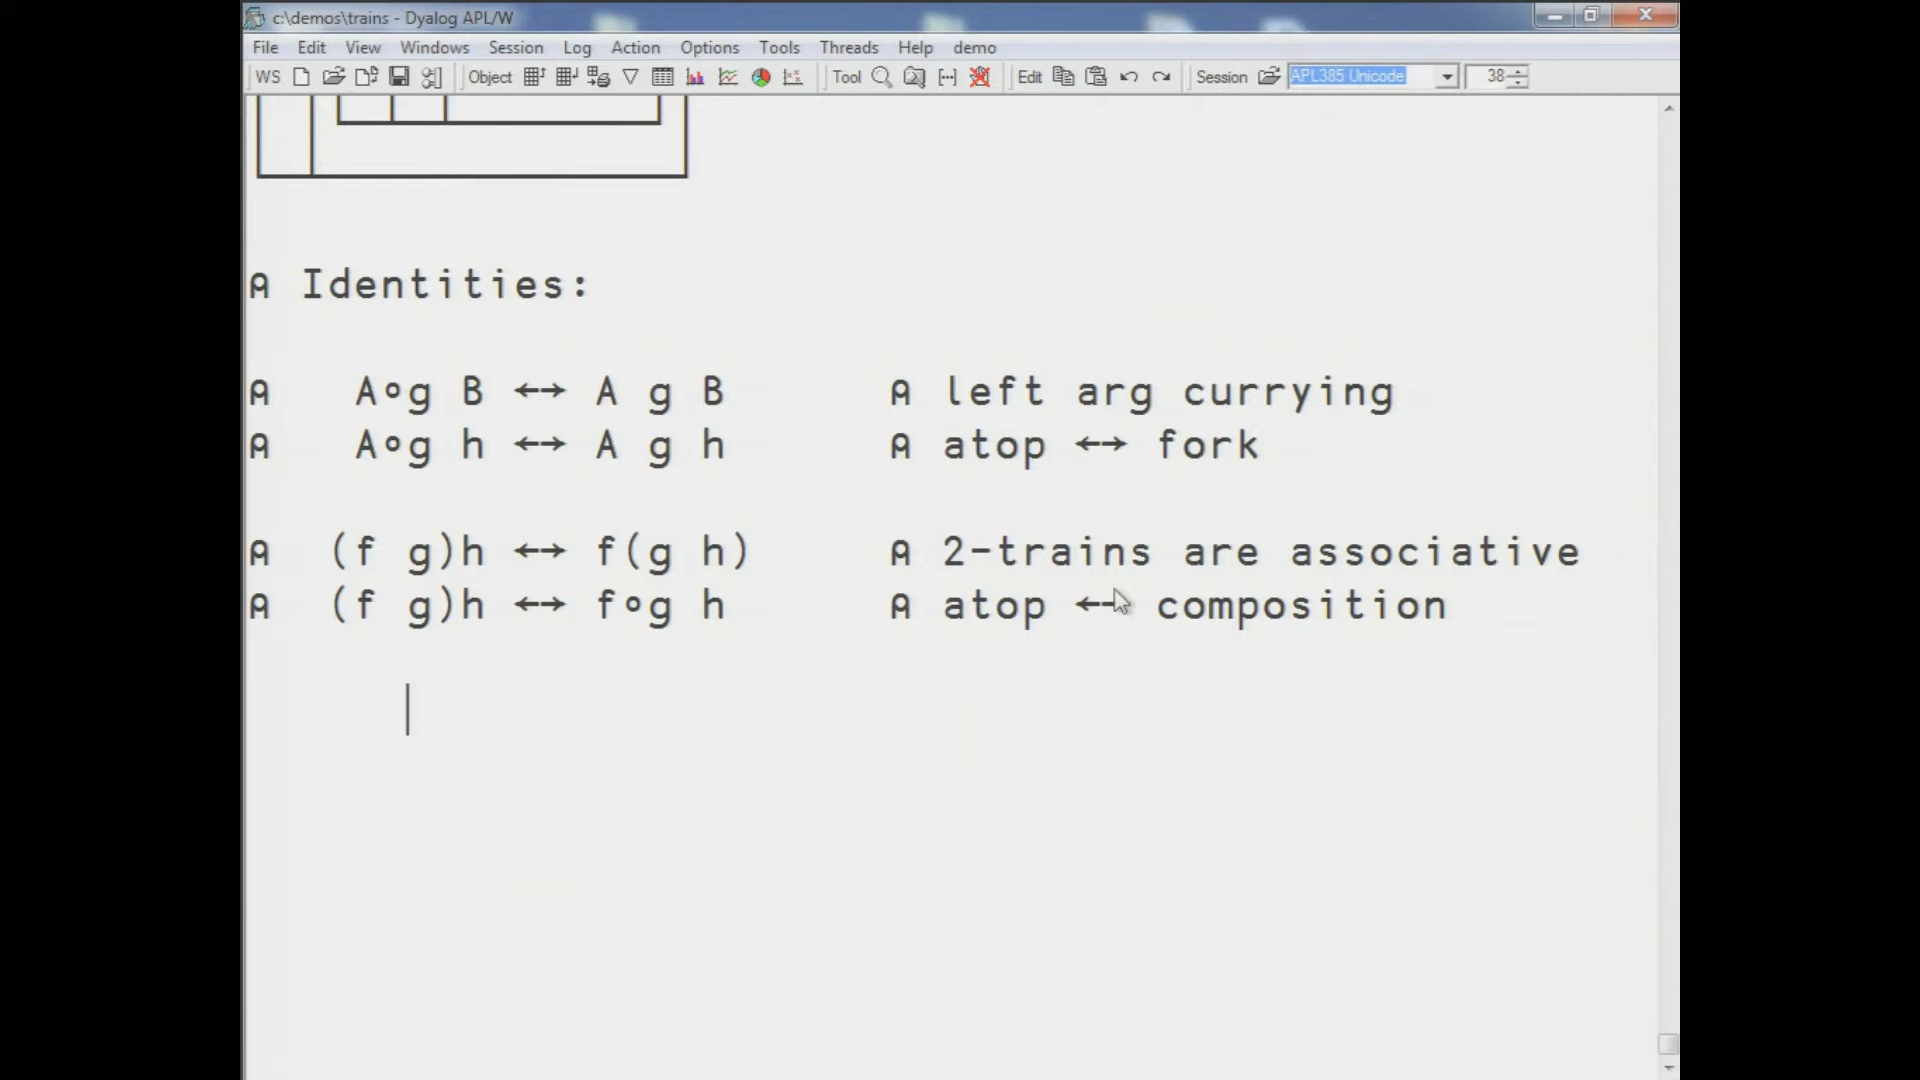 c:\demos\trains - Dyalog APL/W
File Edit View Windows Session Log Action Options Tools Threads Help demo
WS Object Tool Edit Session APL385 Unicode 38
⍝ Identities:
⍝ A∘g B ←→ A g B ⍝ left arg currying
⍝ A∘g h ←→ A g h ⍝ atop ←→ fork
⍝ (f g)h ←→ f(g h) ⍝ 2-trains are associative
⍝ (f g)h ←→ f∘g h ⍝ atop ←→ composition